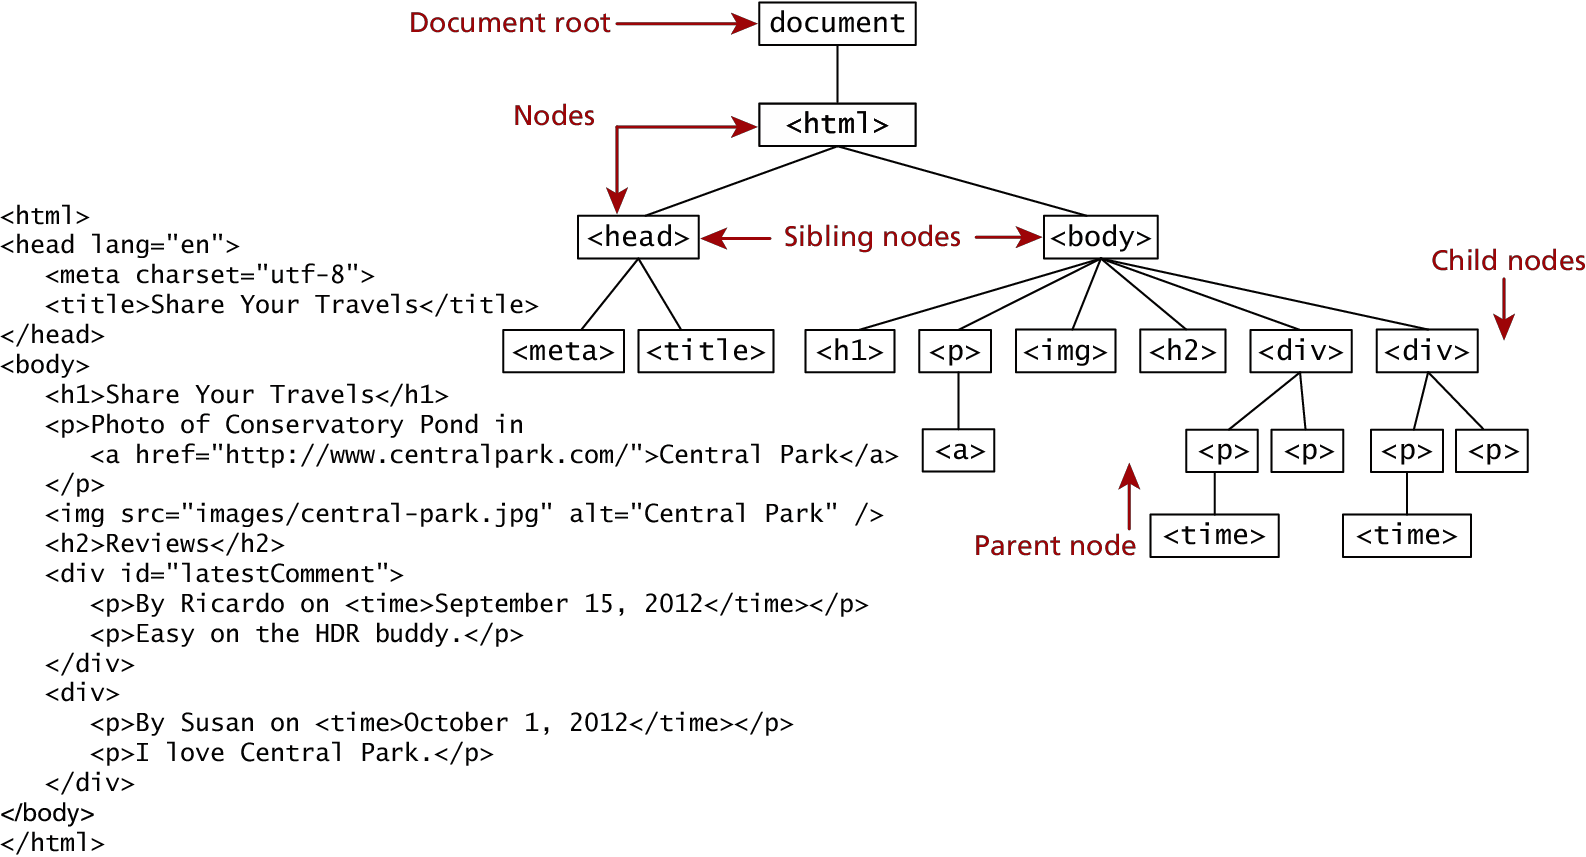 Document root
document
Nodes
<html>
<head>
Sibling nodes
<body>
Child nodes
<meta>
<title>
<h1>
<p>
<img>
<h2>
<div>
<div>
<a>
<p>
<p>
<p>
<p>
Parent node
<time>
<time>
<html>
<head lang="en">
   <meta charset="utf-8">
   <title>Share Your Travels</title>
</head>
<body>
   <h1>Share Your Travels</h1>
   <p>Photo of Conservatory Pond in
      <a href="http://www.centralpark.com/">Central Park</a>
   </p>
   <img src="images/central-park.jpg" alt="Central Park" />
   <h2>Reviews</h2>
   <div id="latestComment">
      <p>By Ricardo on <time>September 15, 2012</time></p>
      <p>Easy on the HDR buddy.</p>
   </div>
   <div>
      <p>By Susan on <time>October 1, 2012</time></p>
      <p>I love Central Park.</p>
   </div>
</body>
</html>